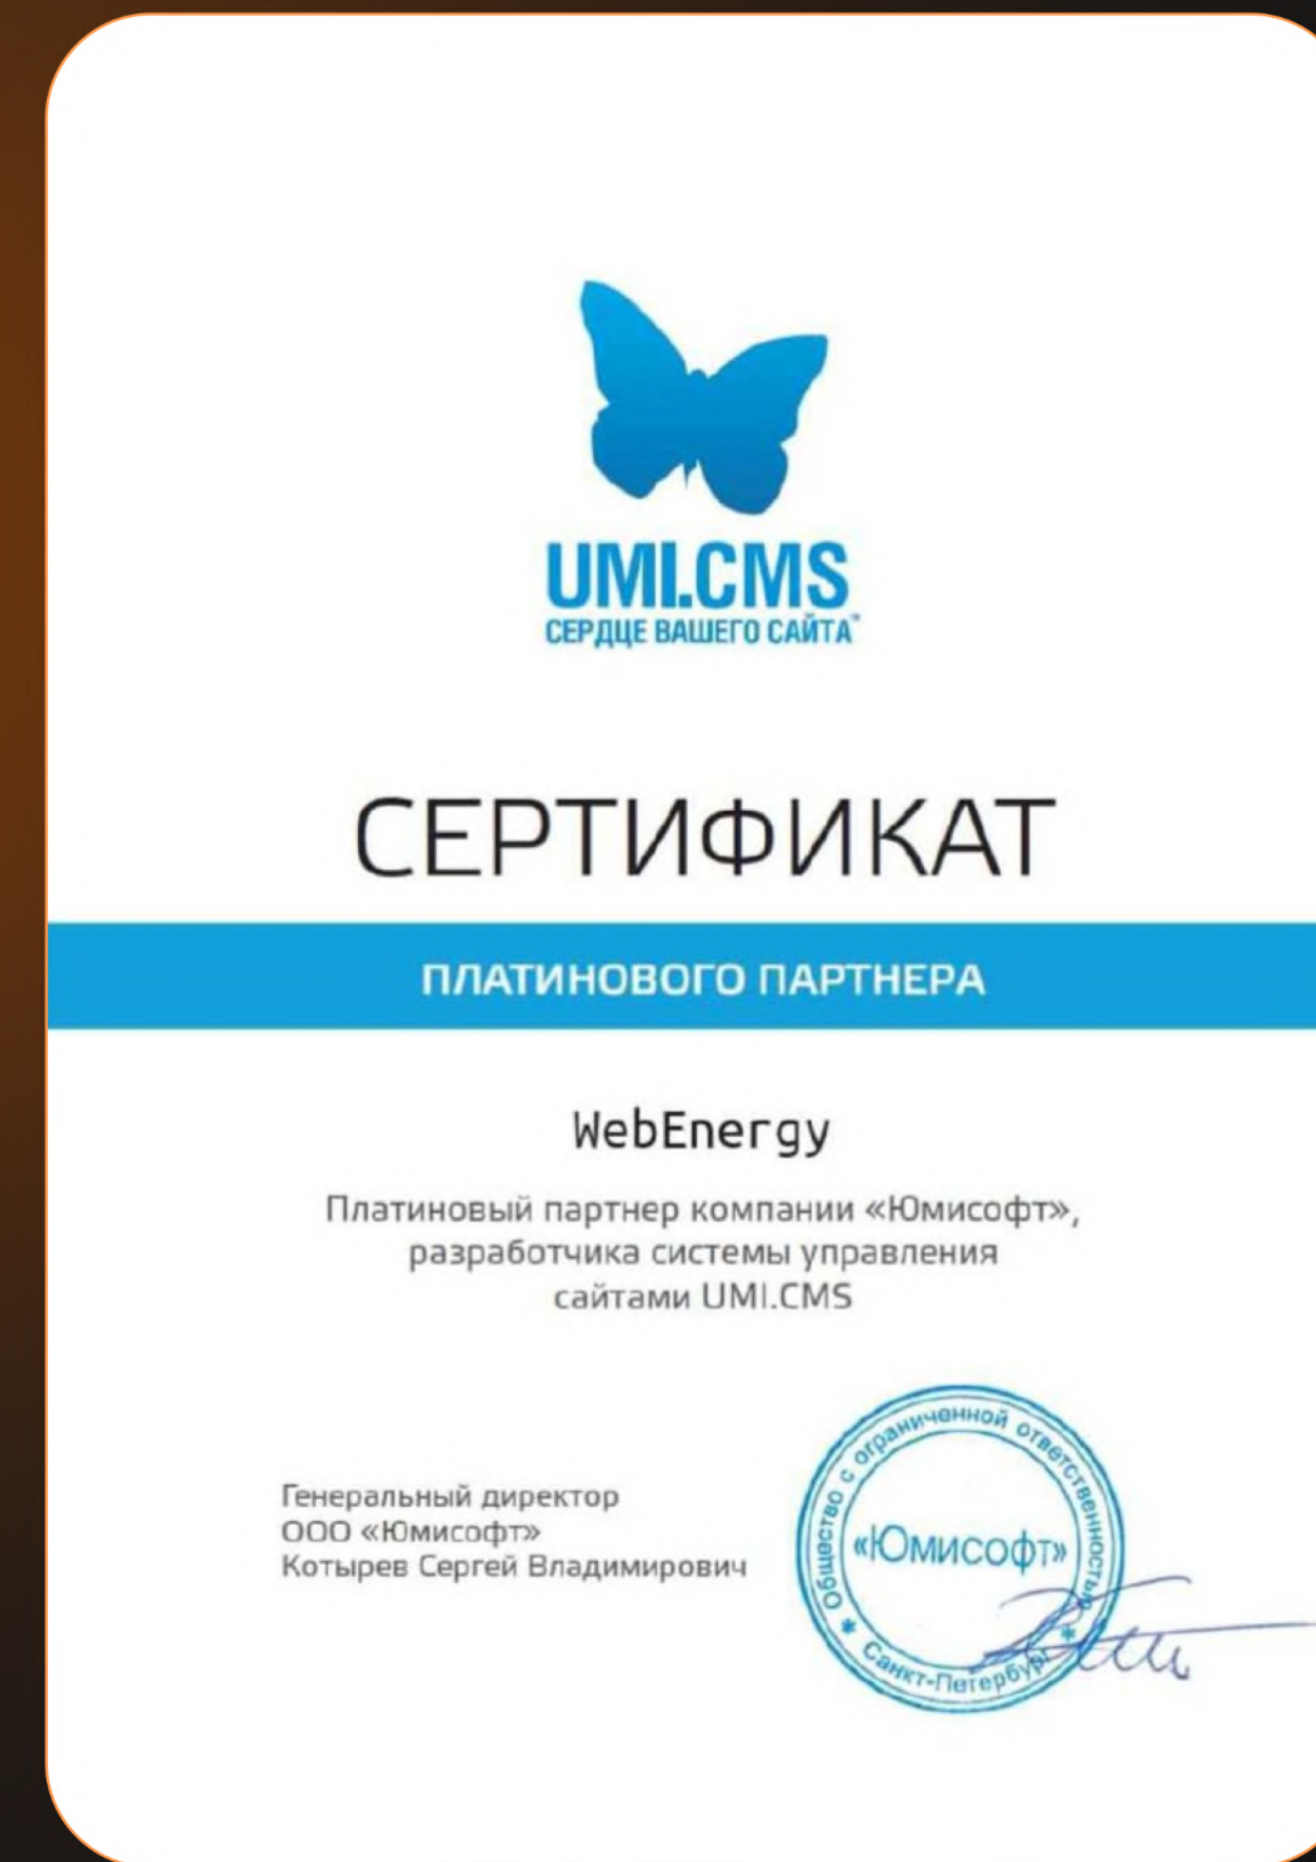 UMI.CMS
СЕРДЦЕ ВАШЕГО САЙТА™
СЕРТИФИКАТ
ПЛАТИНОВОГО ПАРТНЕРА
WebEnergy
Платиновый партнер компании «Юмисофт»,
разработчика системы управления
сайтами UMI.CMS
Генеральный директор
ООО «Юмисофт»
Котырев Сергей Владимирович
Общество с ограниченной ответственностью
«Юмисофт»
Санкт-Петербург